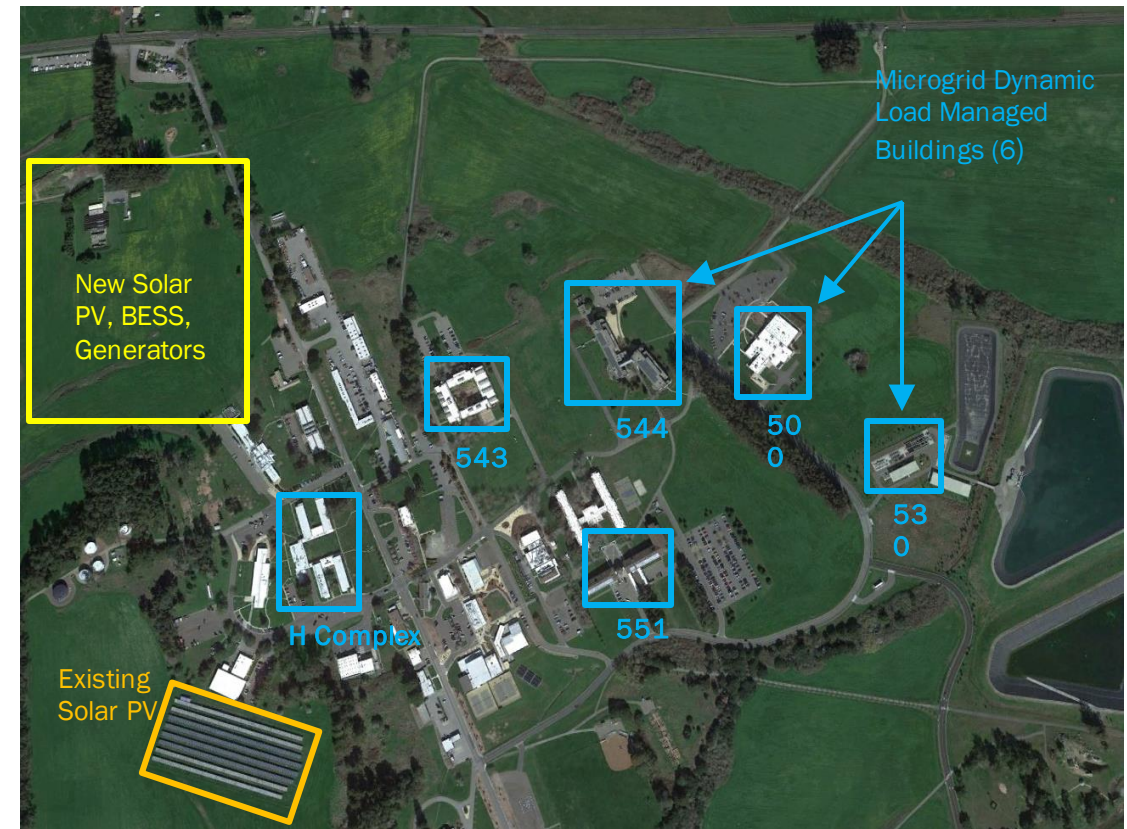 Microgrid Dynamic
Load Managed
Buildings (6)
New Solar
PV, BESS,
Generators
544
50
0
543
53
0
551
H Complex
Existing
Solar PV